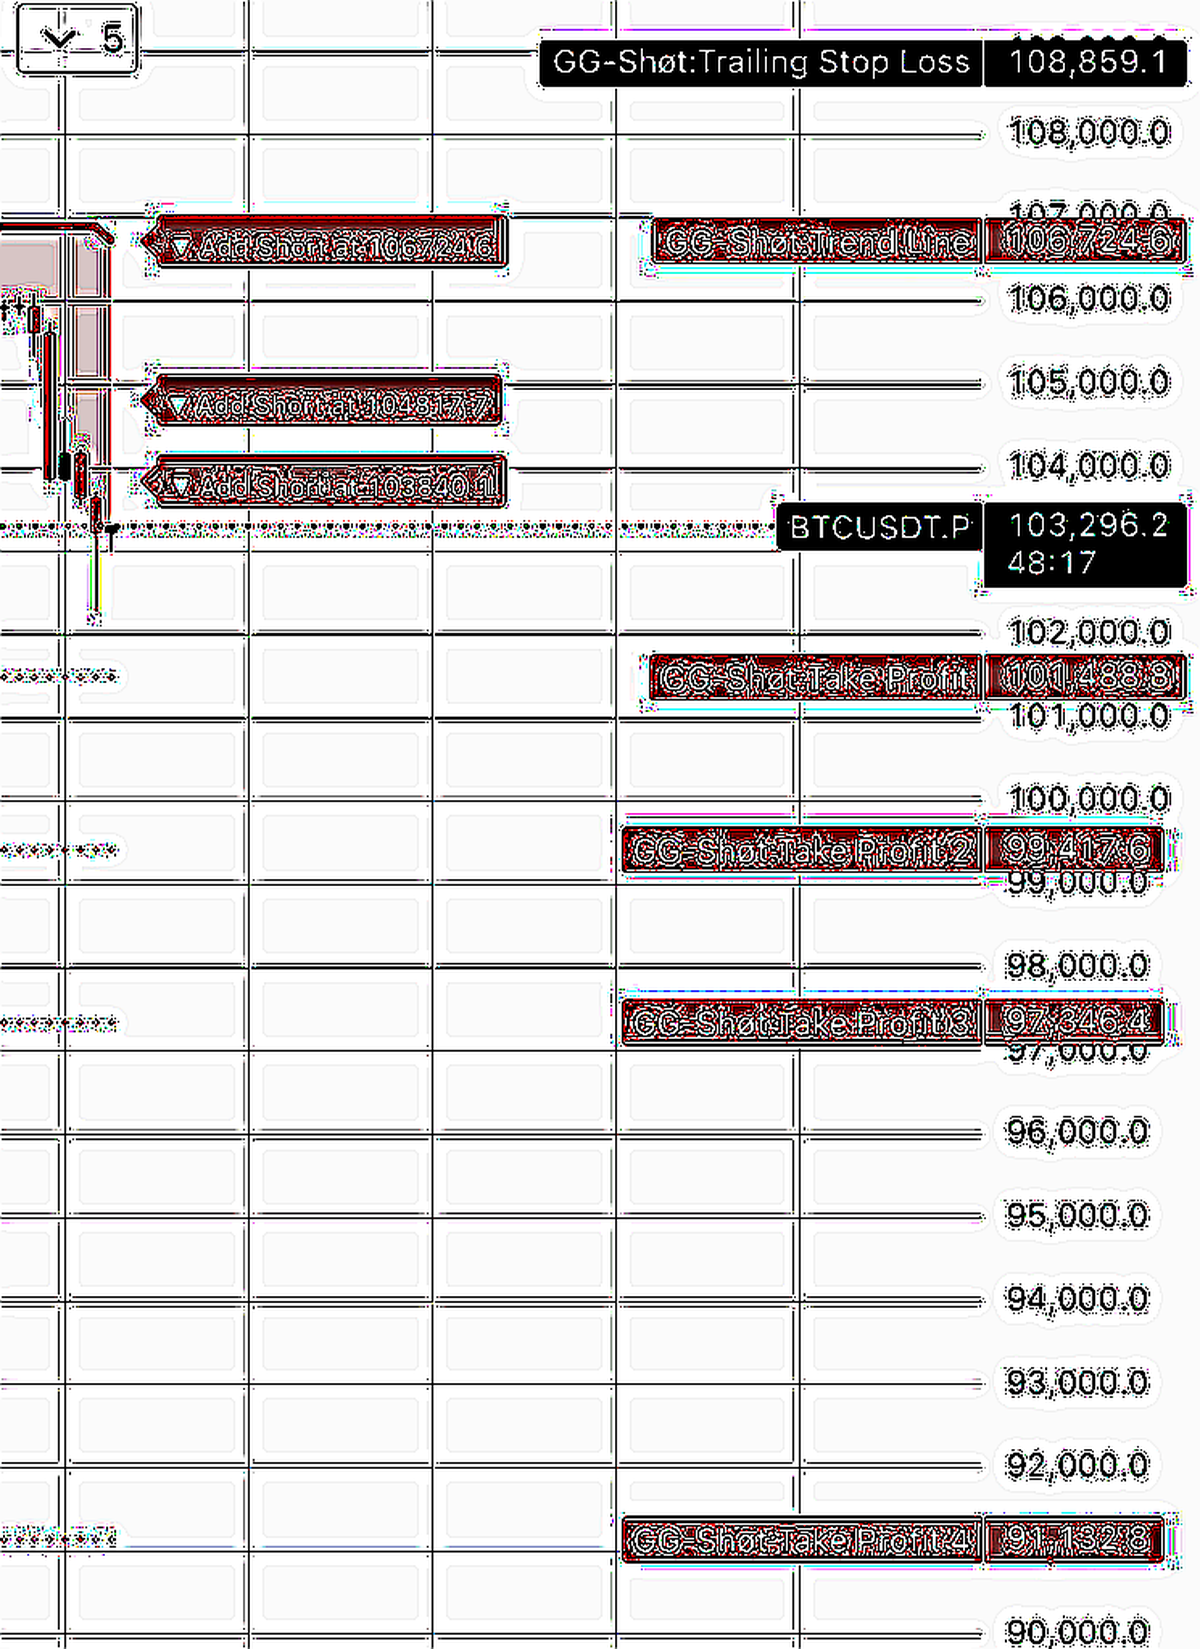 5
GG-Shøt:Trailing Stop Loss 108,859.1
108,000.0
107,000.0
▽ Add Short at 106724.6 GG-Shøt:Trend Line 106,724.6
106,000.0
105,000.0
▽ Add Short at 104817.7
104,000.0
▽ Add Short at 103840.1
BTCUSDT.P 103,296.2
48:17
102,000.0
GG-Shøt:Take Profit 101,488.8
101,000.0
100,000.0
GG-Shøt:Take Profit 2 99,417.6
99,000.0
98,000.0
GG-Shøt:Take Profit 3 97,346.4
97,000.0
96,000.0
95,000.0
94,000.0
93,000.0
92,000.0
GG-Shøt:Take Profit 4 91,132.8
90,000.0